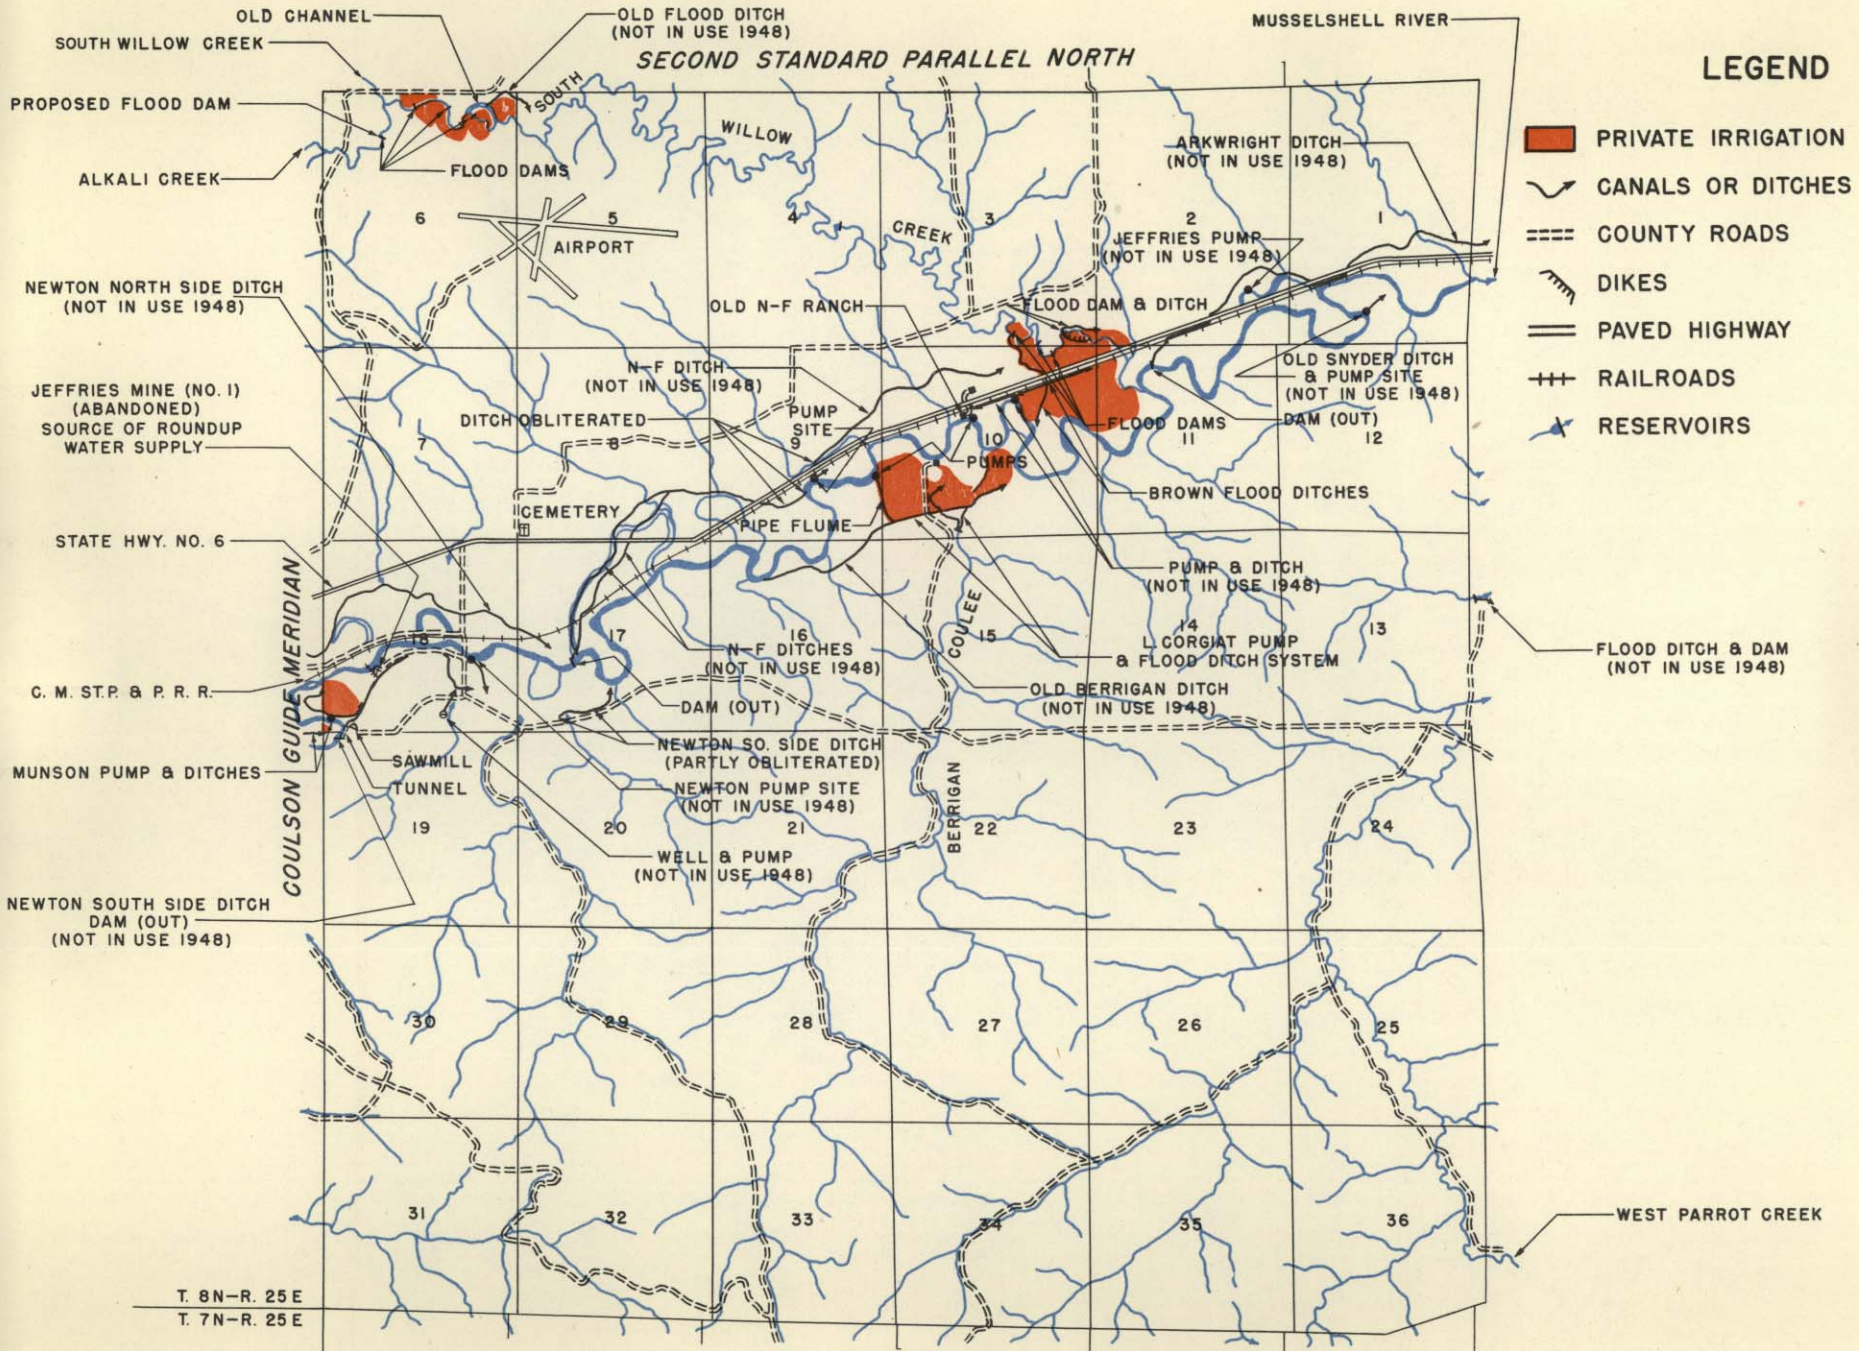 OLD CHANNEL
OLD FLOOD DITCH
(NOT IN USE 1948)
MUSSELSHELL RIVER
SOUTH WILLOW CREEK
SECOND STANDARD PARALLEL NORTH
LEGEND
PROPOSED FLOOD DAM
SOUTH
WILLOW
CREEK
ALKALI CREEK
FLOOD DAMS
ARKWRIGHT DITCH
(NOT IN USE 1948)
PRIVATE IRRIGATION
CANALS OR DITCHES
COUNTY ROADS
DIKES
PAVED HIGHWAY
RAILROADS
RESERVOIRS
6
5
4
3
2
1
AIRPORT
JEFFRIES PUMP
(NOT IN USE 1948)
NEWTON NORTH SIDE DITCH
(NOT IN USE 1948)
OLD N-F RANCH
FLOOD DAM & DITCH
N-F DITCH
(NOT IN USE 1948)
OLD SNYDER DITCH
& PUMP SITE
(NOT IN USE 1948)
JEFFRIES MINE (NO. 1)
(ABANDONED)
SOURCE OF ROUNDUP
WATER SUPPLY
DITCH OBLITERATED
PUMP
SITE
FLOOD DAMS
DAM (OUT)
7
8
9
10
11
12
PUMPS
BROWN FLOOD DITCHES
CEMETERY
PIPE FLUME
STATE HWY. NO. 6
PUMP & DITCH
(NOT IN USE 1948)
COULSON GUIDE MERIDIAN
18
17
16
15
14
13
COULEE
N-F DITCHES
(NOT IN USE 1948)
L. CORGIAT PUMP
& FLOOD DITCH SYSTEM
FLOOD DITCH & DAM
(NOT IN USE 1948)
C. M. ST. P. & P. R. R.
OLD BERRIGAN DITCH
(NOT IN USE 1948)
DAM (OUT)
NEWTON SO. SIDE DITCH
(PARTLY OBLITERATED)
MUNSON PUMP & DITCHES
SAWMILL
TUNNEL
NEWTON PUMP SITE
(NOT IN USE 1948)
BERRIGAN
19
20
21
22
23
24
WELL & PUMP
(NOT IN USE 1948)
NEWTON SOUTH SIDE DITCH
DAM (OUT)
(NOT IN USE 1948)
30
29
28
27
26
25
31
32
33
34
35
36
WEST PARROT CREEK
T. 8N-R. 25E
T. 7N-R. 25E